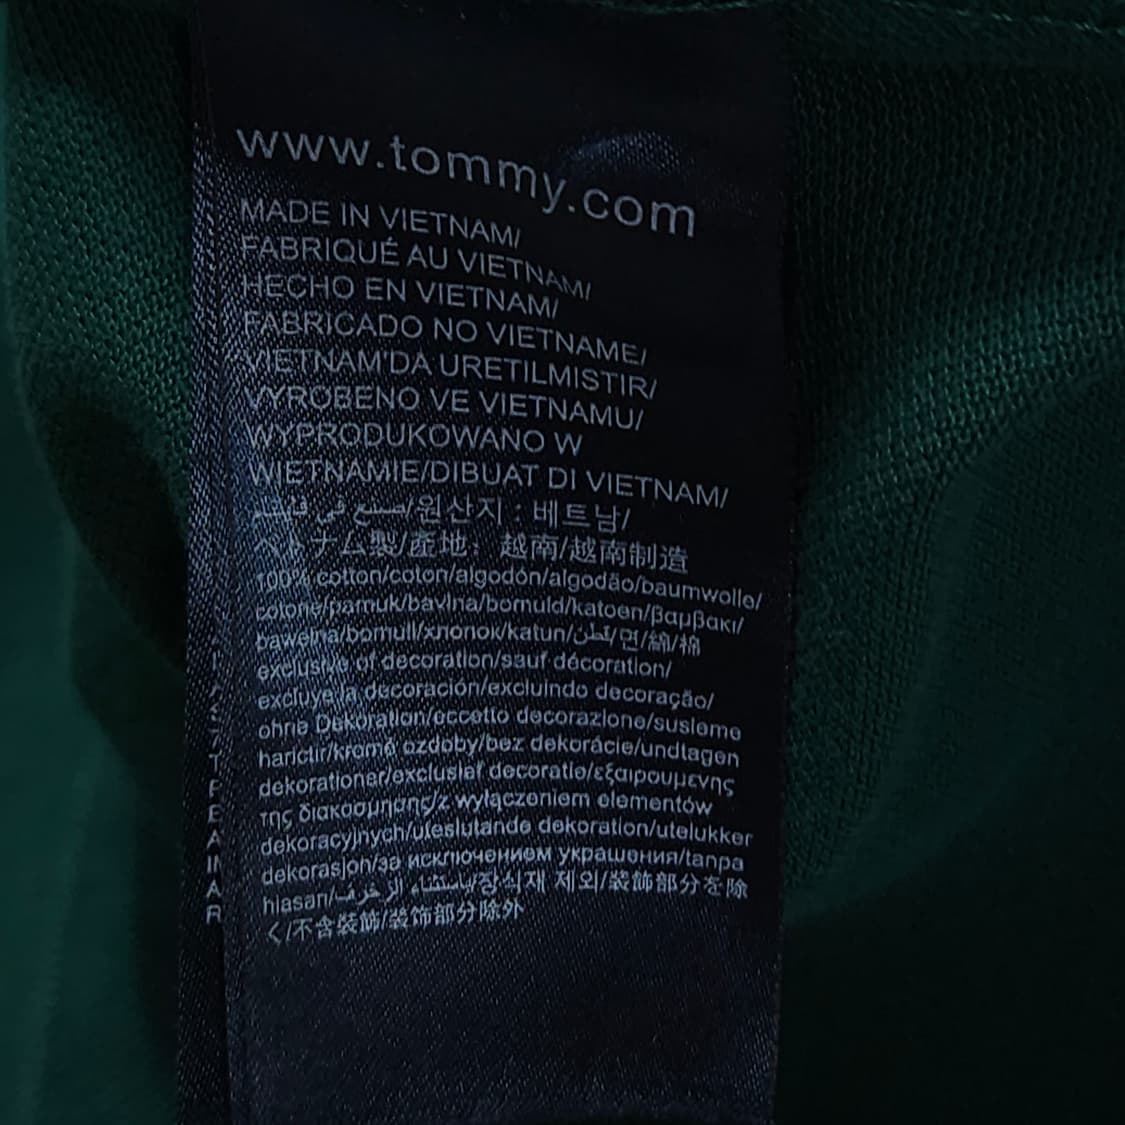 www.tommy.com
MADE IN VIETNAM/
FABRIQUÉ AU VIETNAM/
HECHO EN VIETNAM/
FABRICADO NO VIETNAME/
VIETNAM'DA URETILMISTIR/
VYROBENO VE VIETNAMU/
WYPRODUKOWANO W
WIETNAMIE/DIBUAT DI VIETNAM/
صنع في فيتنام/원산지 : 베트남/
ベトナム製/產地：越南/越南制造
100% cotton/coton/algodón/algodão/baumwolle/
cotone/pamuk/bavlna/bomuld/katoen/βαμβακι/
bawełna/bomull/хлопок/katun/قطن/면/綿/棉
exclusive of decoration/sauf décoration/
excluye la decoración/excluindo decoração/
ohne Dekoration/eccetto decorazione/susleme
harictir/kromě ozdoby/bez dekorácie/undtagen
dekorationer/exclusief decoratie/εξαιρουμενης
της διακοσμησης/z wyłączeniem elementów
dekoracyjnych/uteslutande dekoration/utelukker
dekorasjon/за исключением украшения/tanpa
hiasan/باستثناء الزخرف/장식재 제외/装飾部分を除
く/不含裝飾/装饰部分除外